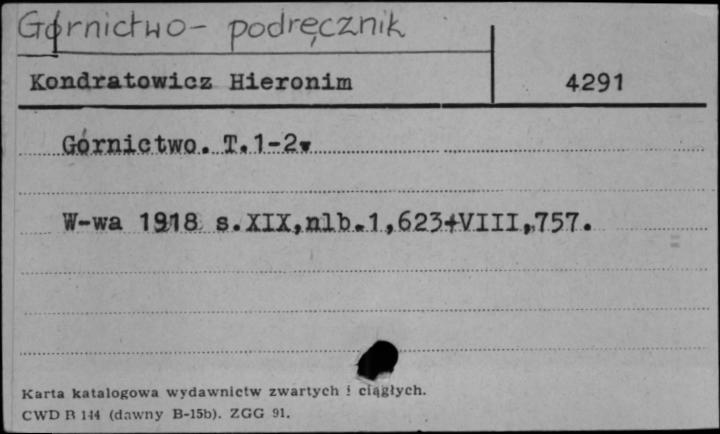 Górnictwo - podręcznik
Kondratowicz Hieronim 4291
Górnictwo. T.1-2.
W-wa 1918 s.XIX,nlb.1,623+VIII,757.
Karta katalogowa wydawnictw zwartych i ciągłych.
CWD B 144 (dawny B-15b). ZGG 91.